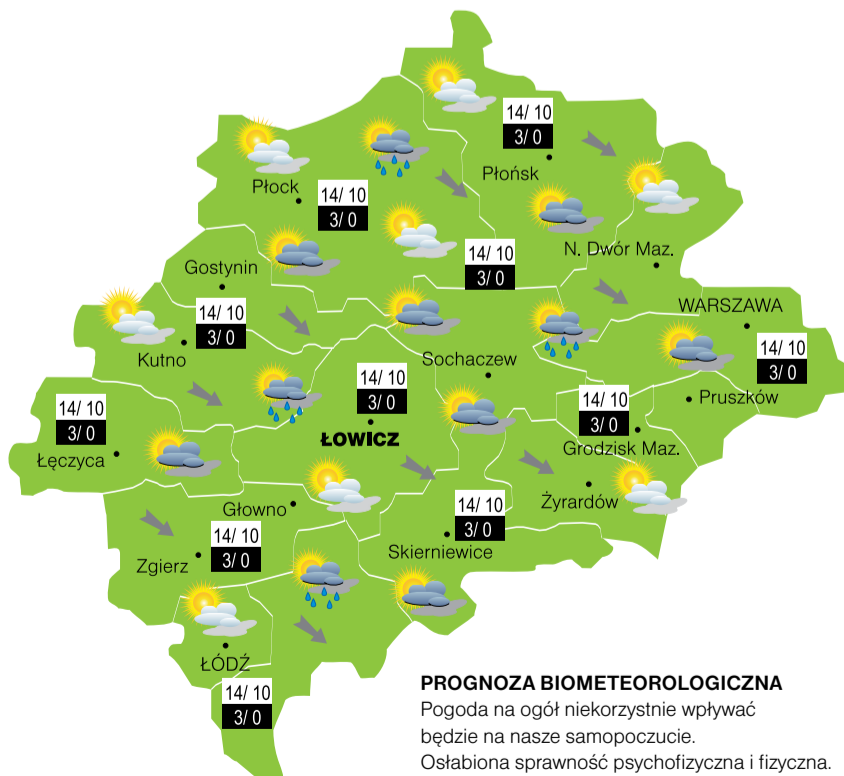 14/ 10
3/ 0
Płońsk
Płock
14/ 10
3/ 0
14/ 10
3/ 0
N. Dwór Maz.
Gostynin
14/ 10
3/ 0
Kutno
WARSZAWA
14/ 10
3/ 0
Sochaczew
14/ 10
3/ 0
ŁOWICZ
Pruszków
14/ 10
3/ 0
Grodzisk Maz.
14/ 10
3/ 0
Łęczyca
Głowno
Żyrardów
14/ 10
3/ 0
Skierniewice
14/ 10
3/ 0
Zgierz
ŁÓDŹ
14/ 10
3/ 0
PROGNOZA BIOMETEOROLOGICZNA
Pogoda na ogół niekorzystnie wpływać
będzie na nasze samopoczucie.
Osłabiona sprawność psychofizyczna i fizyczna.